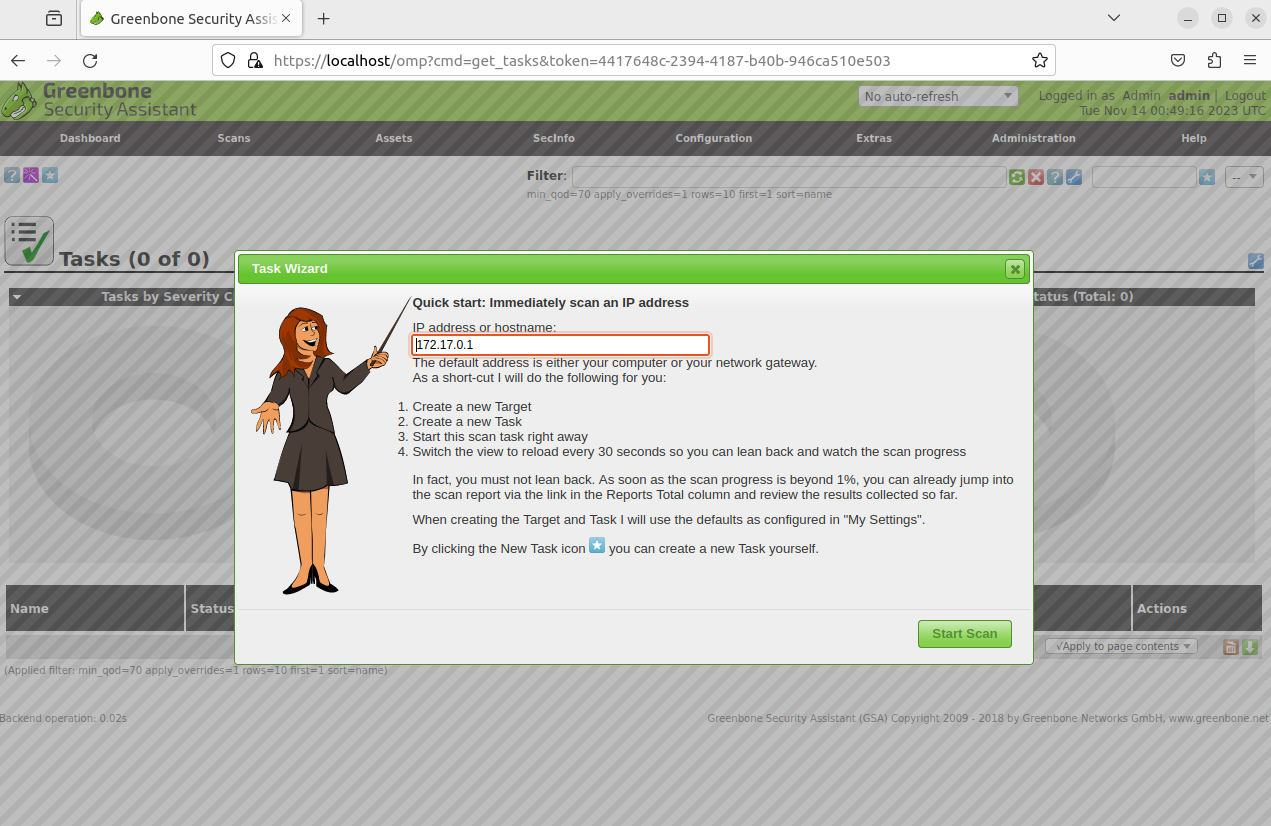 Greenbone Security Assis
https://localhost/omp?cmd=get_tasks&token=4417648c-2394-4187-b40b-946ca510e503
Greenbone
Security Assistant
No auto-refresh
Logged in as Admin admin | Logout
Tue Nov 14 00:49:16 2023 UTC
Dashboard Scans Assets SecInfo Configuration Extras Administration Help
Filter:
--
min_qod=70 apply_overrides=1 rows=10 first=1 sort=name
Tasks (0 of 0)
Tasks by Severity C
tatus (Total: 0)
Task Wizard
Quick start: Immediately scan an IP address
IP address or hostname:
172.17.0.1
The default address is either your computer or your network gateway.
As a short-cut I will do the following for you:
1. Create a new Target
2. Create a new Task
3. Start this scan task right away
4. Switch the view to reload every 30 seconds so you can lean back and watch the scan progress
In fact, you must not lean back. As soon as the scan progress is beyond 1%, you can already jump into
the scan report via the link in the Reports Total column and review the results collected so far.
When creating the Target and Task I will use the defaults as configured in "My Settings".
By clicking the New Task icon you can create a new Task yourself.
Name Status Actions
Start Scan
√Apply to page contents
(Applied filter: min_qod=70 apply_overrides=1 rows=10 first=1 sort=name)
Backend operation: 0.02s
Greenbone Security Assistant (GSA) Copyright 2009 - 2018 by Greenbone Networks GmbH, www.greenbone.net